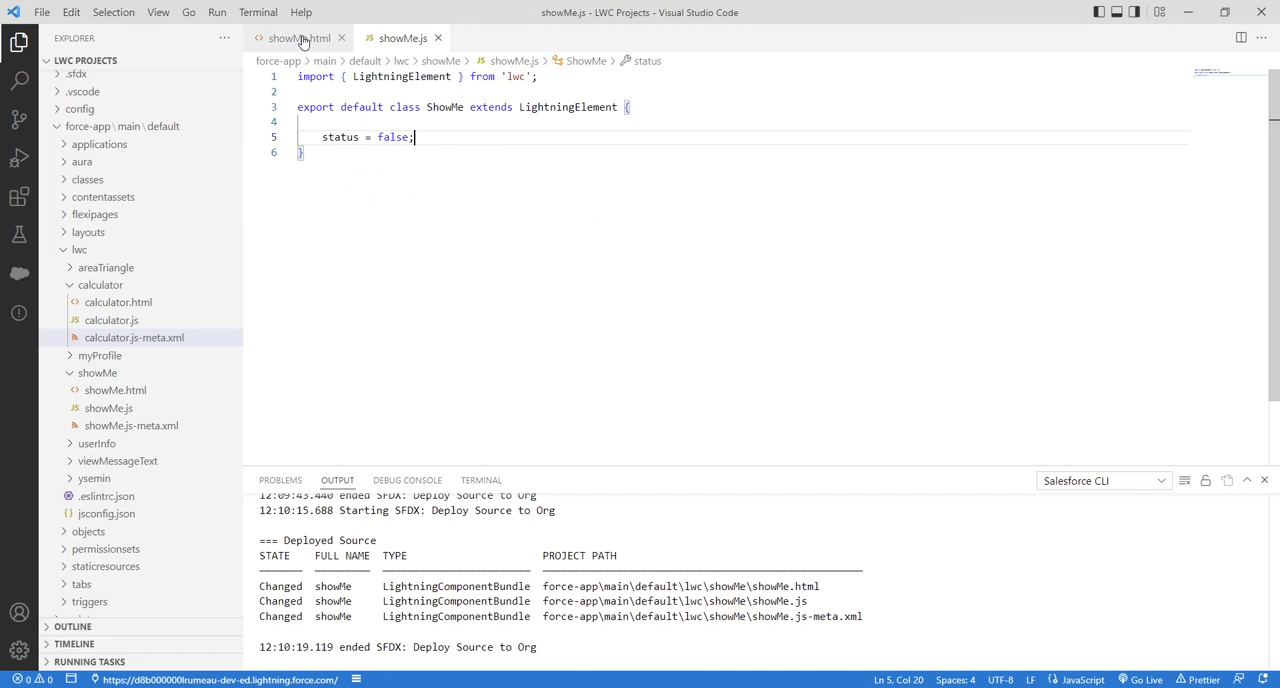 File Edit Selection View Go Run Terminal Help
showMe.js - LWC Projects - Visual Studio Code
EXPLORER
LWC PROJECTS
.sfdx
.vscode
config
force-app\main\default
applications
aura
classes
contentassets
flexipages
layouts
lwc
areaTriangle
calculator
calculator.html
calculator.js
calculator.js-meta.xml
myProfile
showMe
showMe.html
showMe.js
showMe.js-meta.xml
userInfo
viewMessageText
ysemin
.eslintrc.json
jsconfig.json
objects
permissionsets
staticresources
tabs
triggers
OUTLINE
TIMELINE
RUNNING TASKS
showMe.html
JS showMe.js
force-app > main > default > lwc > showMe > JS showMe.js > ShowMe > status
1 import { LightningElement } from 'lwc';
2
3 export default class ShowMe extends LightningElement {
4
5 status = false;
6 }
PROBLEMS OUTPUT DEBUG CONSOLE TERMINAL
Salesforce CLI
12:09:43.440 ended SFDX: Deploy Source to Org
12:10:15.688 Starting SFDX: Deploy Source to Org
=== Deployed Source
STATE FULL NAME TYPE PROJECT PATH
Changed showMe LightningComponentBundle force-app\main\default\lwc\showMe\showMe.html
Changed showMe LightningComponentBundle force-app\main\default\lwc\showMe\showMe.js
Changed showMe LightningComponentBundle force-app\main\default\lwc\showMe\showMe.js-meta.xml
12:10:19.119 ended SFDX: Deploy Source to Org
0 0 https://d8b000000lrumeau-dev-ed.lightning.force.com/
Ln 5, Col 20 Spaces: 4 UTF-8 LF JavaScript Go Live Prettier